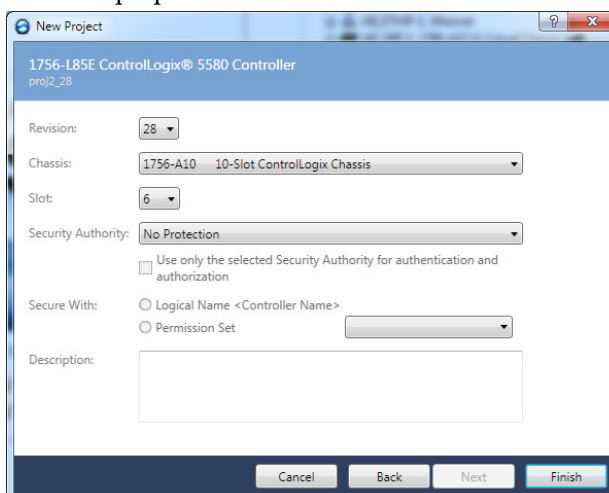 New Project
1756-L85E ControlLogix® 5580 Controller
proj2_28
Revision: 28
Chassis: 1756-A10 10-Slot ControlLogix Chassis
Slot: 6
Security Authority: No Protection
Use only the selected Security Authority for authentication and
authorization
Secure With: Logical Name <Controller Name>
Permission Set
Description:
Cancel Back Next Finish